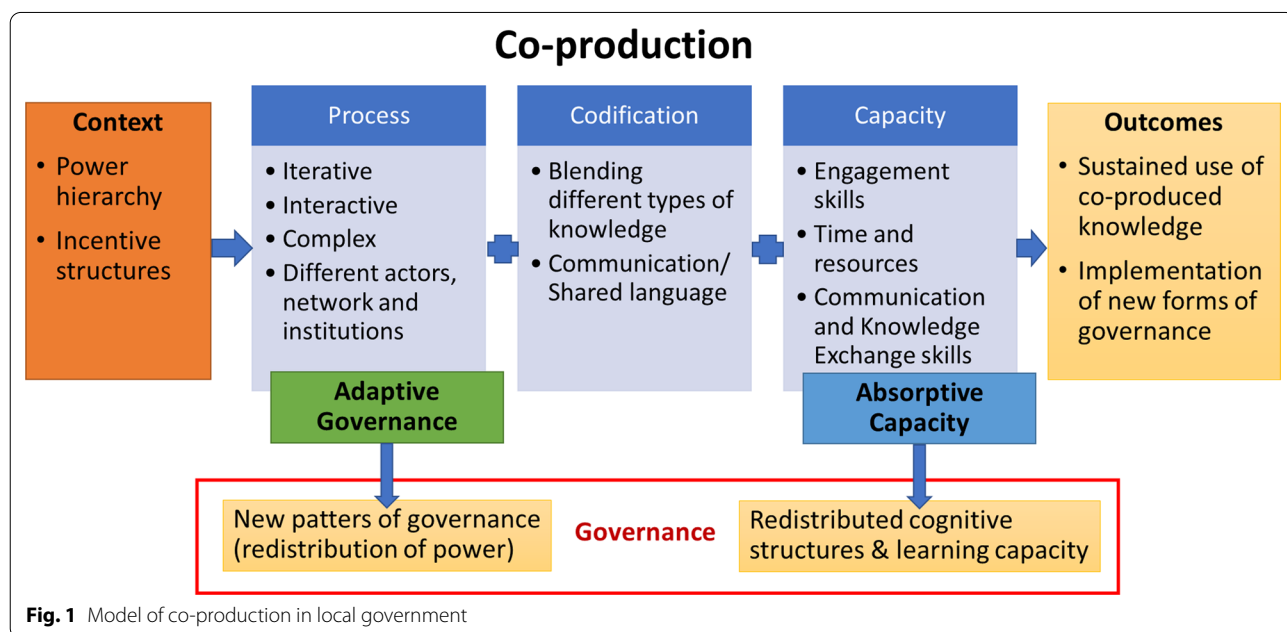 Co-production
Context
• Power
hierarchy
• Incentive
structures
Process
• Iterative
• Interactive
• Complex
• Different actors,
network and
institutions
Codification
• Blending
different types of
knowledge
• Communication/
Shared language
Capacity
• Engagement
skills
• Time and
resources
• Communication
and Knowledge
Exchange skills
Outcomes
• Sustained use of
co-produced
knowledge
• Implementation
of new forms of
governance
Adaptive
Governance
Absorptive
Capacity
New patters of governance
(redistribution of power)
Governance
Redistributed cognitive
structures & learning capacity
Fig. 1 Model of co-production in local government